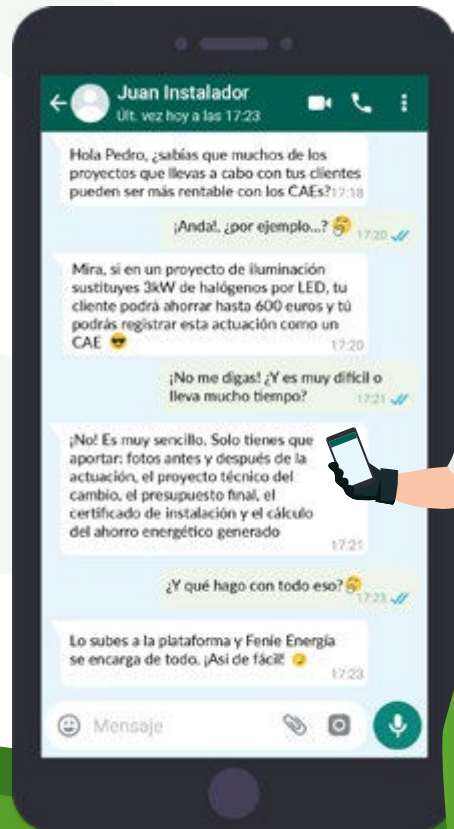 Juan Instalador
Últ. vez hoy a las 17:23
Hola Pedro, ¿sabías que muchos de los
proyectos que llevas a cabo con tus clientes
pueden ser más rentable con los CAEs? 17:18
¡Anda!, ¿por ejemplo...? 🤔 17:20
Mira, si en un proyecto de iluminación
sustituyes 3kW de halógenos por LED, tu
cliente podrá ahorrar hasta 600 euros y tú
podrás registrar esta actuación como un
CAE 😎 17:20
¡No me digas! ¿Y es muy difícil o
lleva mucho tiempo? 17:21
¡No! Es muy sencillo. Solo tienes que
aportar: fotos antes y después de la
actuación, el proyecto técnico del
cambio, el presupuesto final, el
certificado de instalación y el cálculo
del ahorro energético generado
17:21
¿Y qué hago con todo eso? 🤔 17:23
Lo subes a la plataforma y Feníe Energía
se encarga de todo. ¡Así de fácil! 😉
17:23
Mensaje